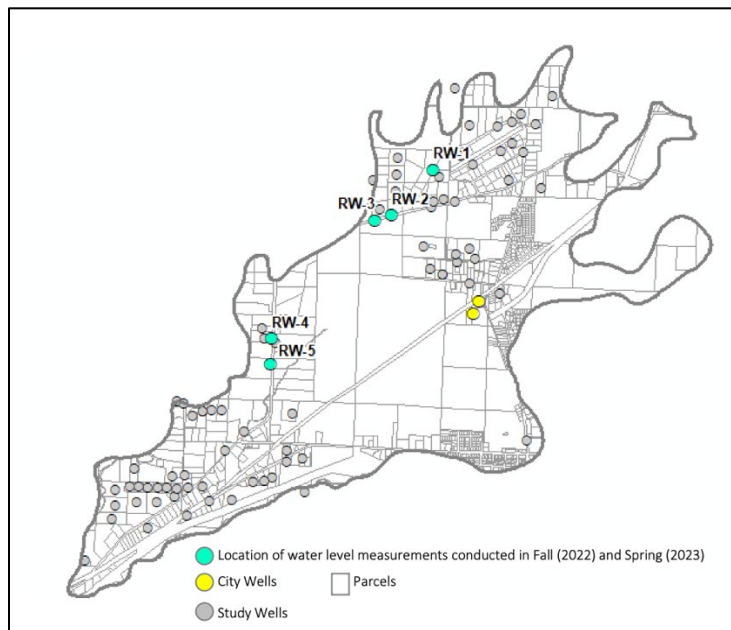 RW-1
RW-2
RW-3
RW-4
RW-5
Location of water level measurements conducted in Fall (2022) and Spring (2023)
City Wells
Parcels
Study Wells